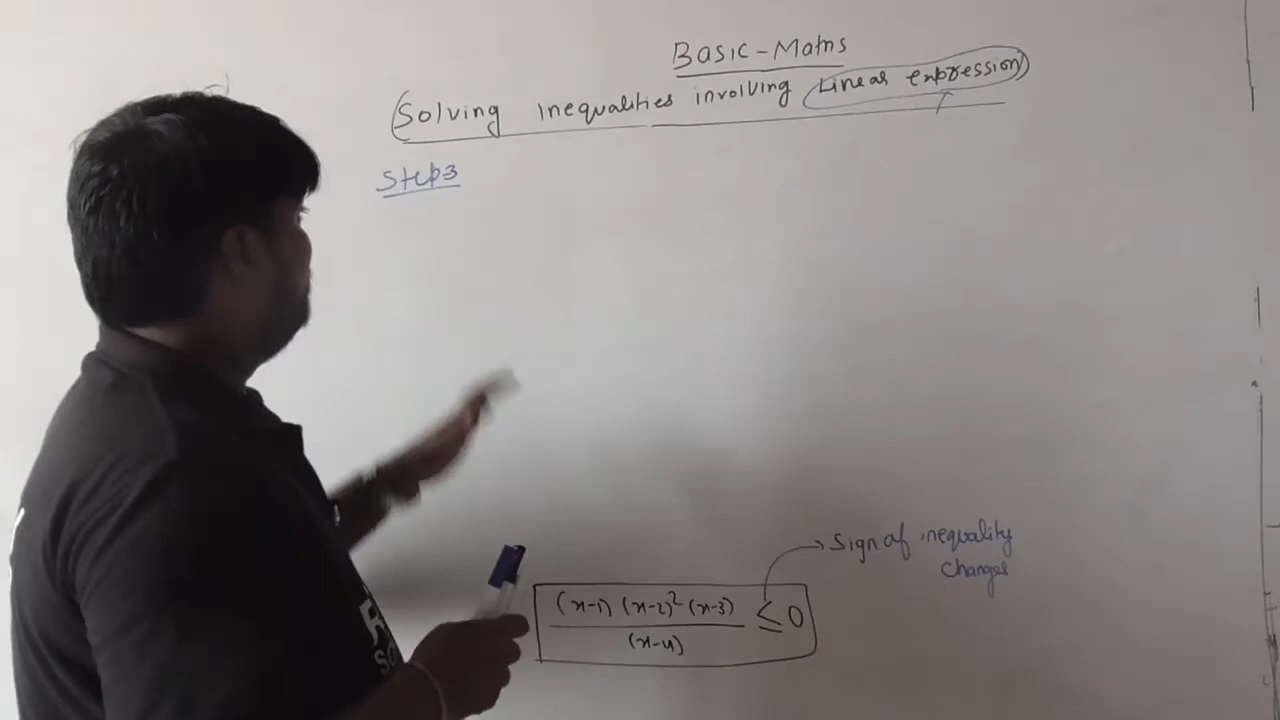 Basic-Maths
(Solving inequalities involving Linear expression)
Step3
Sign of inequality
changes
(x-1) (x-2)² (x-3)
≤ 0
(x-4)